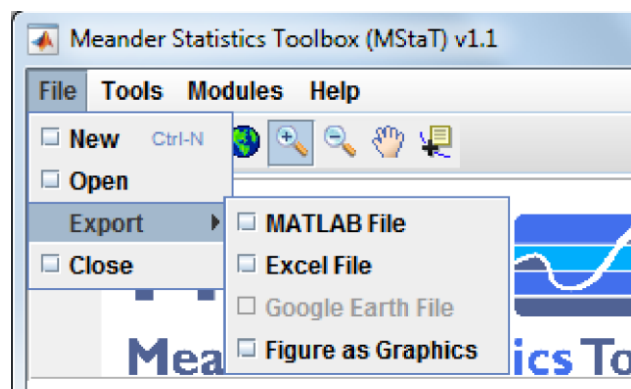 Meander Statistics Toolbox (MStaT) v1.1
File Tools Modules Help
New Ctrl-N
Open
Export
Close
MATLAB File
Excel File
Google Earth File
Figure as Graphics
Mea ics To